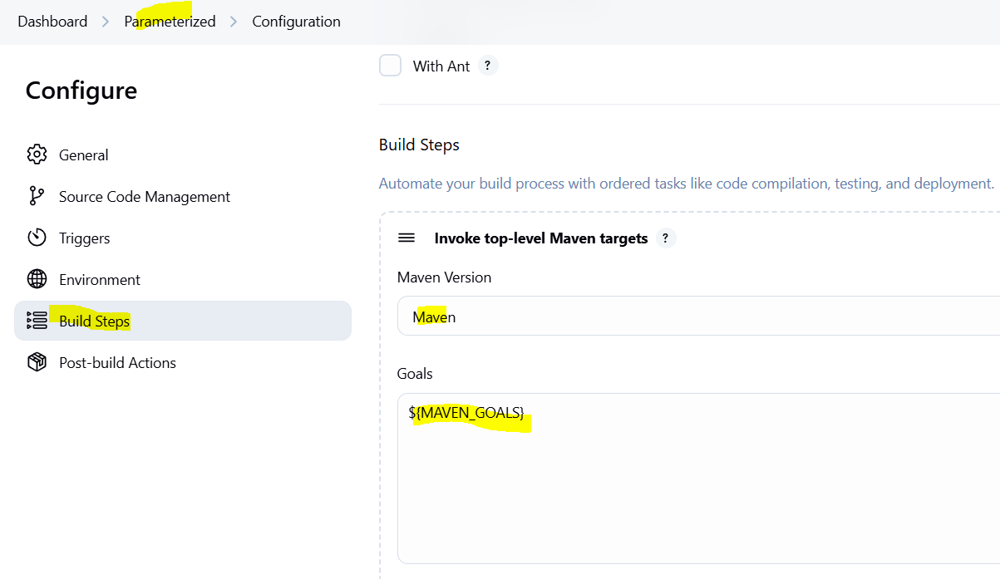 Dashboard > Parameterized > Configuration
Configure
General
Source Code Management
Triggers
Environment
Build Steps
Post-build Actions
With Ant ?
Build Steps
Automate your build process with ordered tasks like code compilation, testing, and deployment.
Invoke top-level Maven targets ?
Maven Version
Maven
Goals
${MAVEN_GOALS}